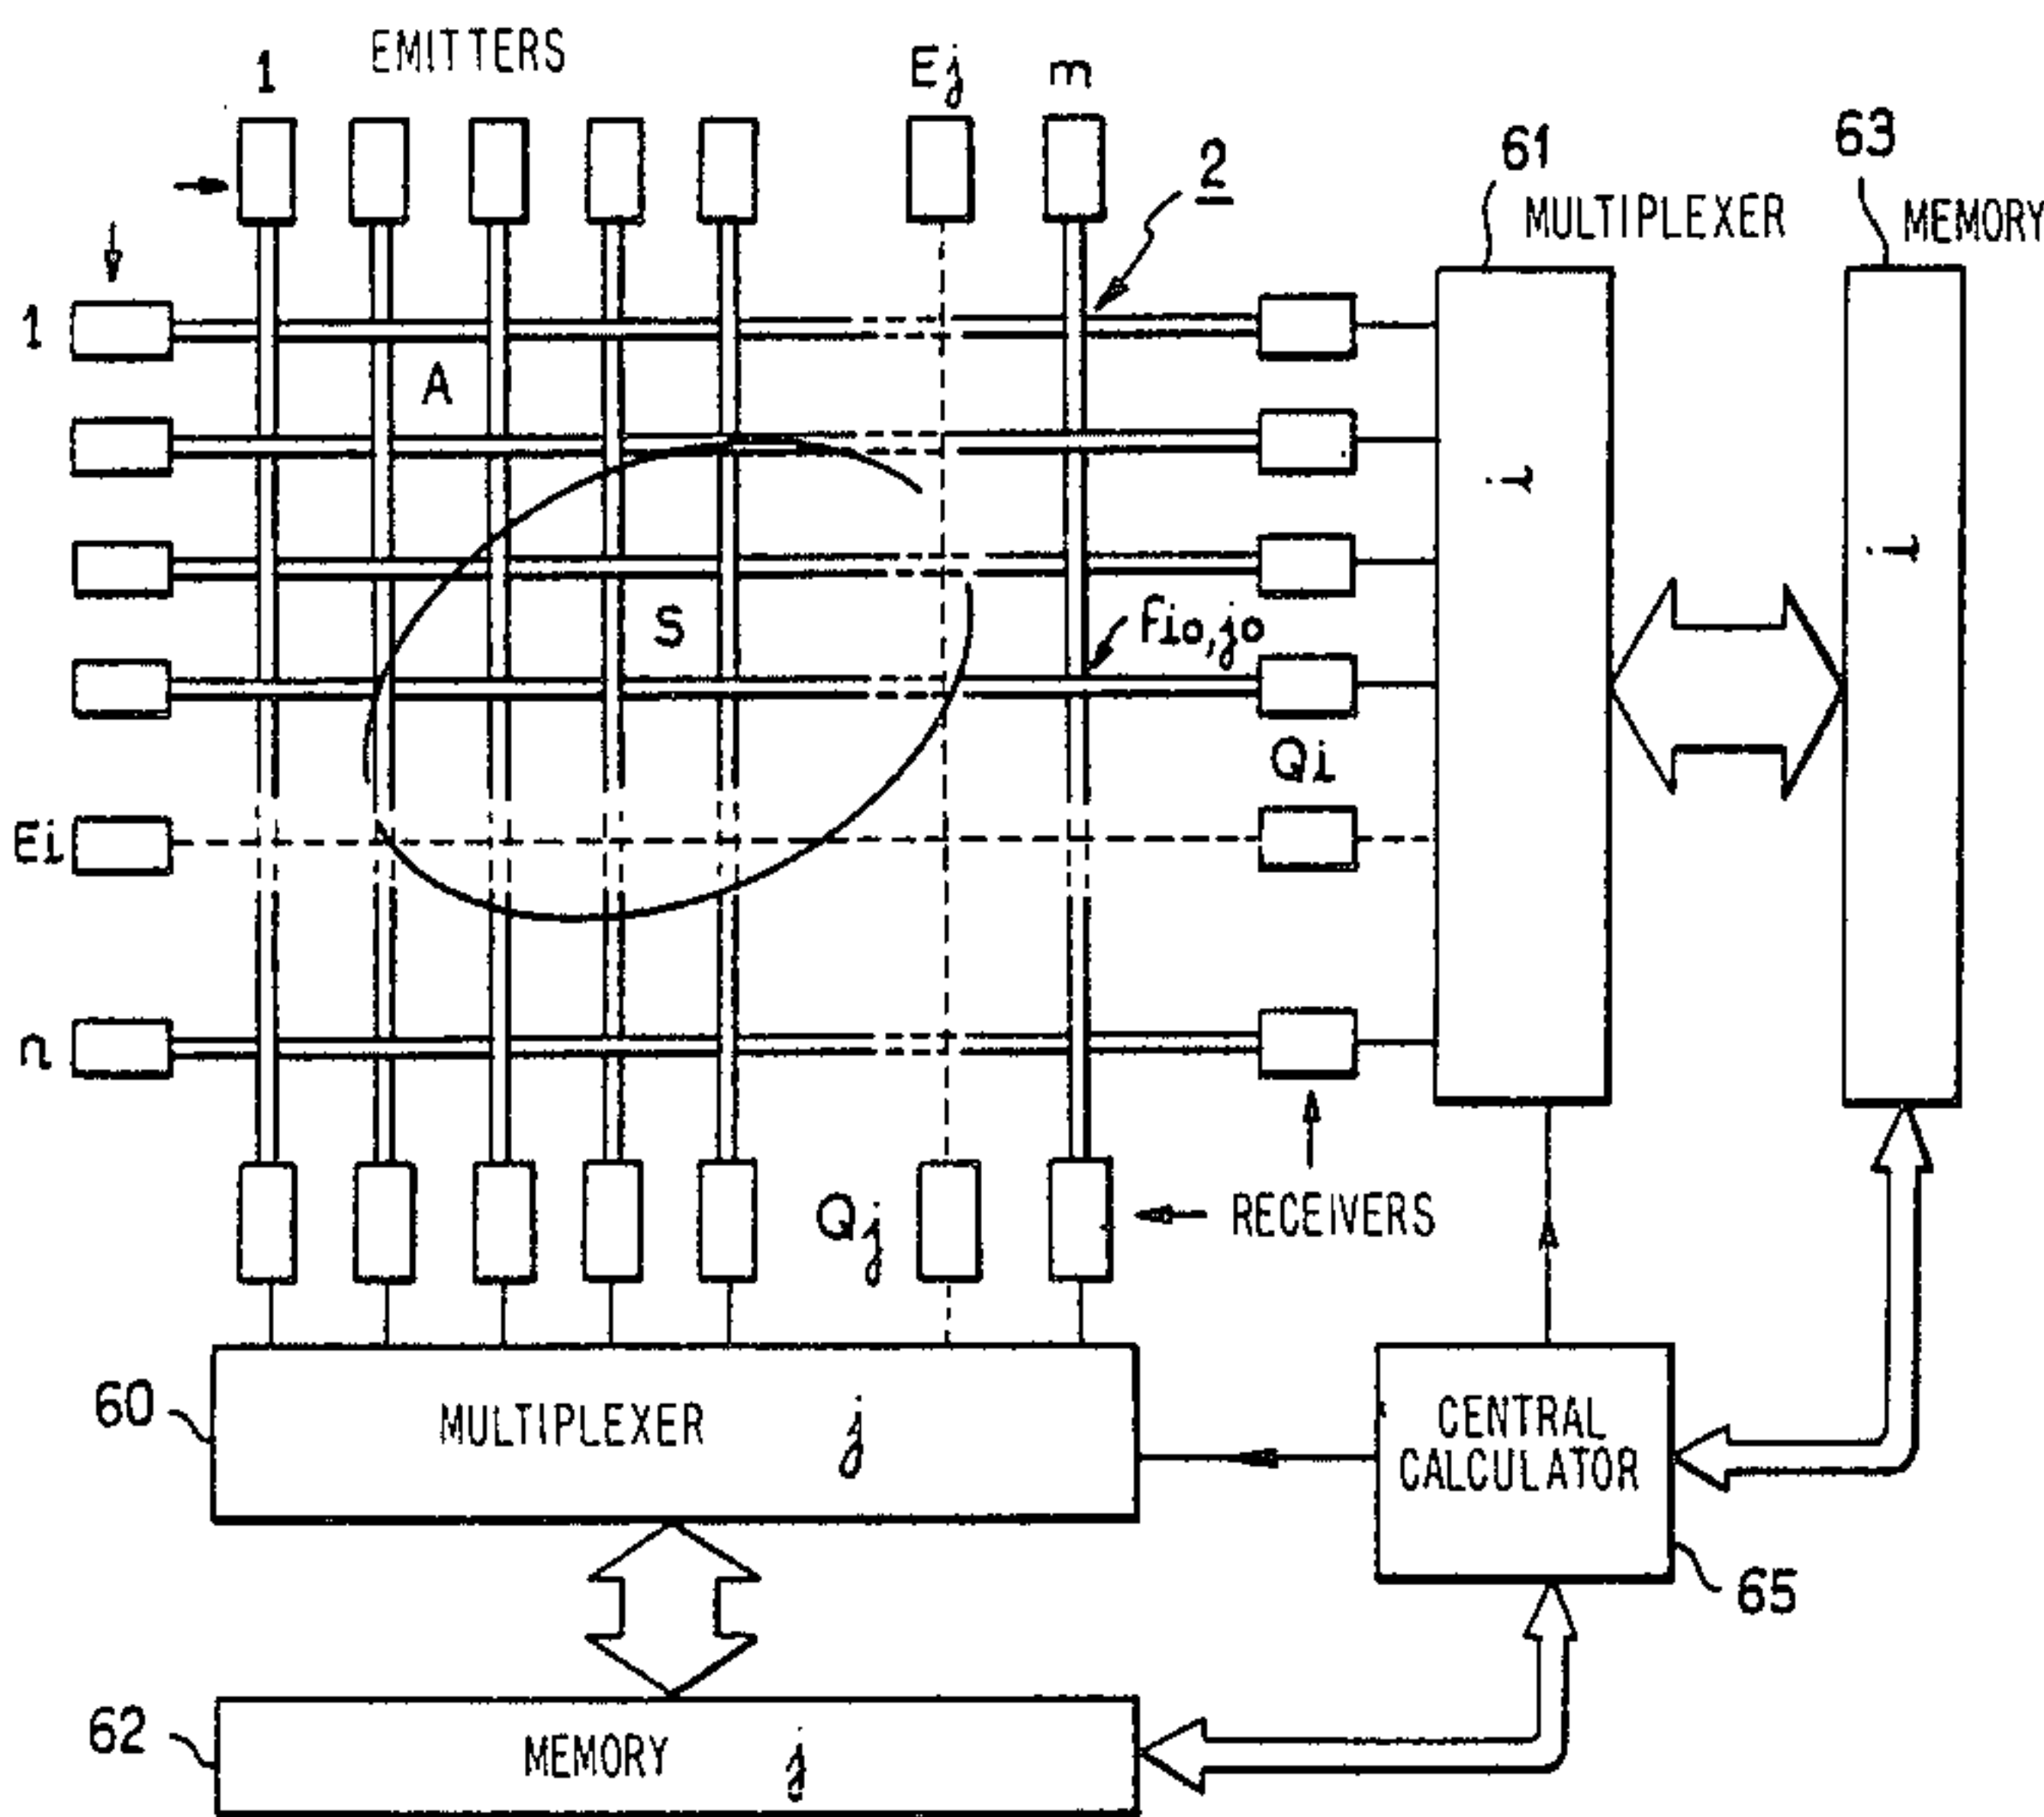 EMITTERS
1
Ej
m
2
61
MULTIPLEXER
63
MEMORY
1
A
i
i
S
fio,jo
Qi
Ei
n
Qj
RECEIVERS
60
MULTIPLEXER j
CENTRAL
CALCULATOR
65
62
MEMORY j